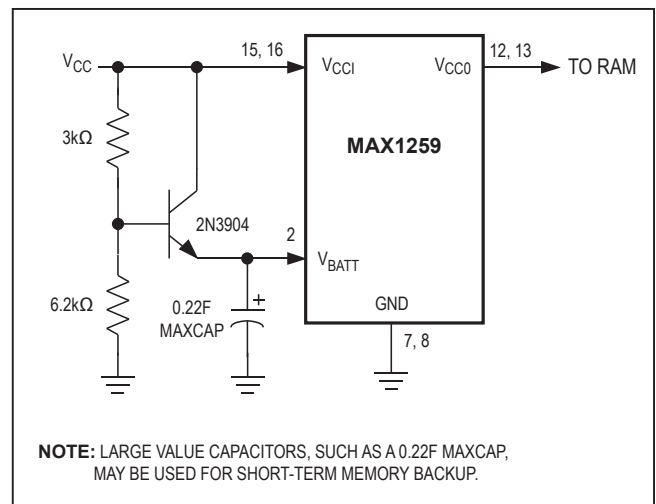 15, 16
12, 13
VCC
VCCI
VCC0
TO RAM
3kΩ
MAX1259
2N3904
2
VBATT
6.2kΩ
0.22F
MAXCAP
+
GND
7, 8
NOTE: LARGE VALUE CAPACITORS, SUCH AS A 0.22F MAXCAP,
MAY BE USED FOR SHORT-TERM MEMORY BACKUP.